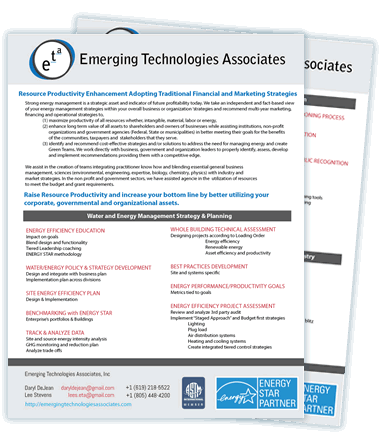 eta
Emerging Technologies Associates
Resource Productivity Enhancement Adopting Traditional Financial and Marketing Strategies
Strong energy management is a strategic asset and indicator of future profitability today. We take an independent and fact-based view
of your energy management strategies within your overall business or organization strategies and recommend multi-year marketing,
financing and operational strategies to,
(1) maximize productivity of all resources whether, intangible, material, labor or energy,
(2) enhance long term value of all assets to shareholders and owners of businesses while assisting institutions, non-profit
organizations and government agencies (Federal, State or municipalities) in better meeting their goals for the benefits
of the communities, taxpayers and stakeholders that they serve.
(3) identify and recommend cost-effective strategies and/or solutions to address the need for managing energy and create
Green Teams. We work directly with business, government and organization leaders to properly identify, assess, develop
and implement recommendations providing them with a competitive edge.
We assist in the creation of teams integrating practitioner know how and blending essential general business
management, sciences (environmental, engineering, expertise, biology, chemistry, physics) with industry and
market strategies. In the non profit and government sectors, we have assisted agencies in the utilization of resources
to meet the budget and grant requirements.
Raise Resource Productivity and increase your bottom line by better utilizing your
corporate, governmental and organizational assets.
Water and Energy Management Strategy & Planning
ENERGY EFFICIENCY EDUCATION
Impact on goals
Blend design and functionality
Tiered Leadership coaching
ENERGY STAR methodology
WATER/ENERGY POLICY & STRATEGY DEVELOPMENT
Design and integrate with business plan
Implementation plan across divisions
SITE ENERGY EFFICIENCY PLAN
Design & Implementation
BENCHMARKING with ENERGY STAR
Enterprise's portfolios & Buildings
TRACK & ANALYZE DATA
Site and source energy intensity analysis
GHG monitoring and reduction plan
Analyze trade offs
WHOLE BUILDING TECHNICAL ASSESSMENT
Designing projects according to Loading Order
Energy efficiency
Renewable energy
Asset efficiency and productivity
BEST PRACTICES DEVELOPMENT
Site and systems specific
ENERGY PERFORMANCE/PRODUCTIVITY GOALS
Metrics tied to goals
ENERGY EFFICIENCY PROJECT ASSESSMENT
Review and analyze 3rd party audit
Implement "Staged Approach" and Budget first strategies
Lighting
Plug load
Air distribution systems
Heating and cooling systems
Create integrated tiered control strategies
Emerging Technologies Associates, Inc
Daryl DeJean daryldejean@gmail.com +1 (619) 218-5522
Lee Stevens lees.eta@gmail.com +1 (805) 448-4200
http://emergingtechnologiesassociates.com
ASTM
MEMBER
energy
ENERGY STAR
ENERGY
STAR
PARTNER
ssociates
ONING PROCESS
TION
BLIC RECOGNITION
ing tools
ng
stry
GY
R
NER